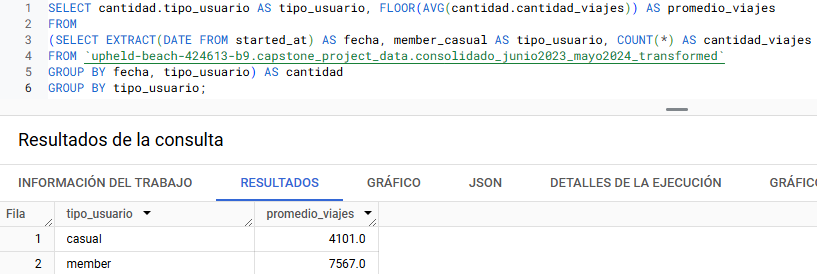 1 SELECT cantidad.tipo_usuario AS tipo_usuario, FLOOR(AVG(cantidad.cantidad_viajes)) AS promedio_viajes
2 FROM
3 (SELECT EXTRACT(DATE FROM started_at) AS fecha, member_casual AS tipo_usuario, COUNT(*) AS cantidad_viajes
4 FROM `upheld-beach-424613-b9.capstone_project_data.consolidado_junio2023_mayo2024_transformed`
5 GROUP BY fecha, tipo_usuario) AS cantidad
6 GROUP BY tipo_usuario;
Resultados de la consulta
INFORMACIÓN DEL TRABAJO RESULTADOS GRÁFICO JSON DETALLES DE LA EJECUCIÓN GRÁFICO
Fila tipo_usuario promedio_viajes
1 casual 4101.0
2 member 7567.0